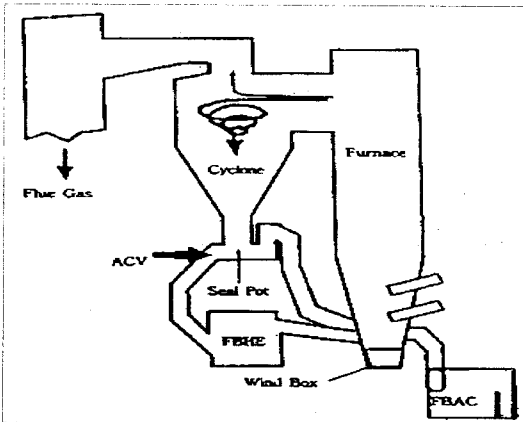 Furnace
Cyclone
Flue Gas
ACV
Seal Pot
FBHE
Wind Box
FBAC